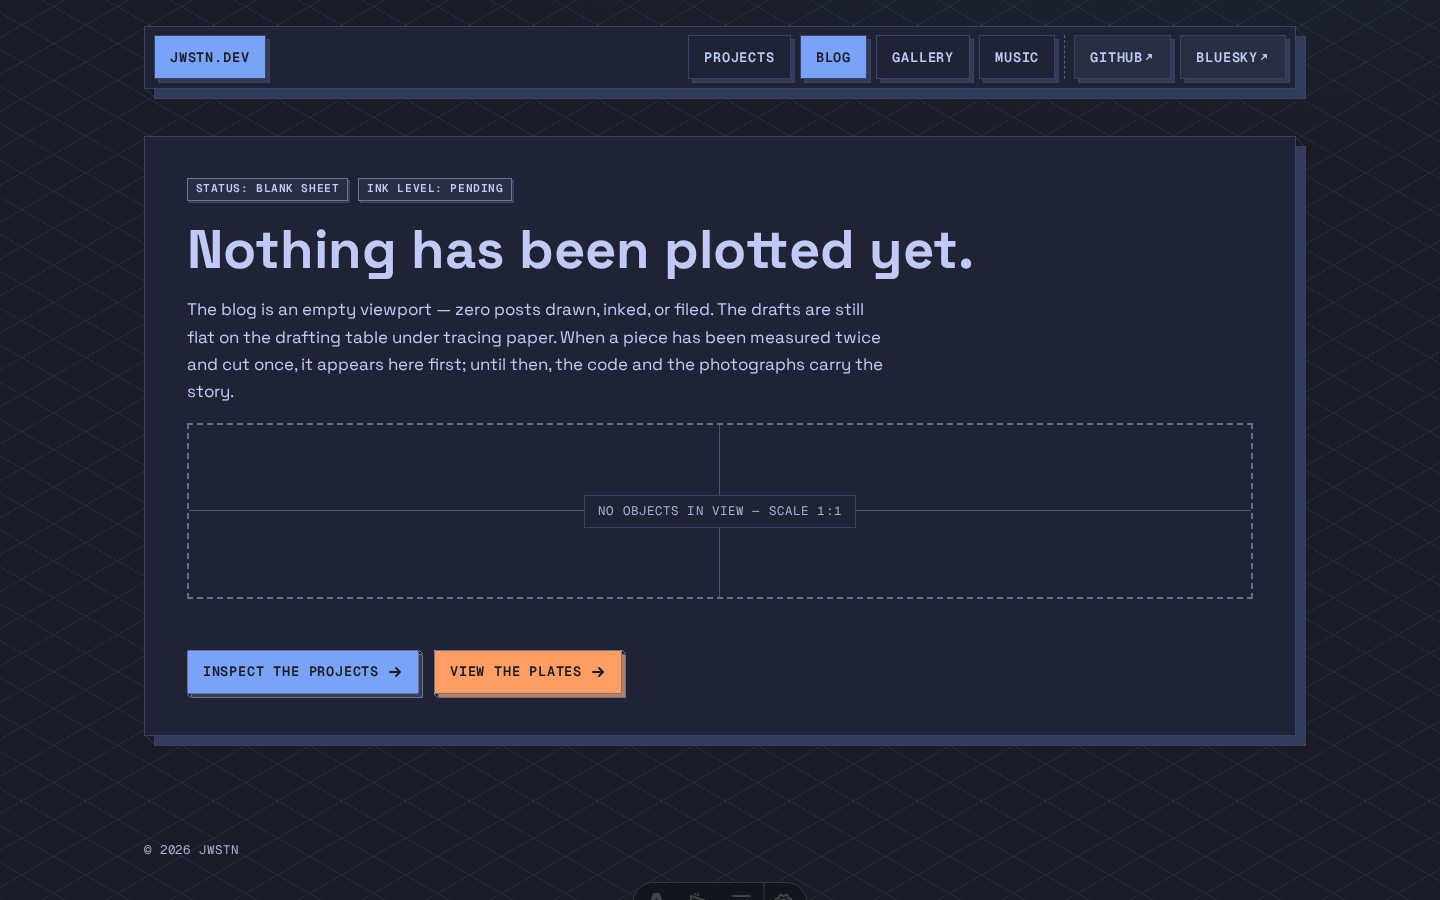 JWSTN.DEV
PROJECTS
BLOG
GALLERY
MUSIC
GITHUB↗
BLUESKY↗
STATUS: BLANK SHEET
INK LEVEL: PENDING
Nothing has been plotted yet.
The blog is an empty viewport — zero posts drawn, inked, or filed. The drafts are still
flat on the drafting table under tracing paper. When a piece has been measured twice
and cut once, it appears here first; until then, the code and the photographs carry the
story.
NO OBJECTS IN VIEW — SCALE 1:1
INSPECT THE PROJECTS →
VIEW THE PLATES →
© 2026 JWSTN